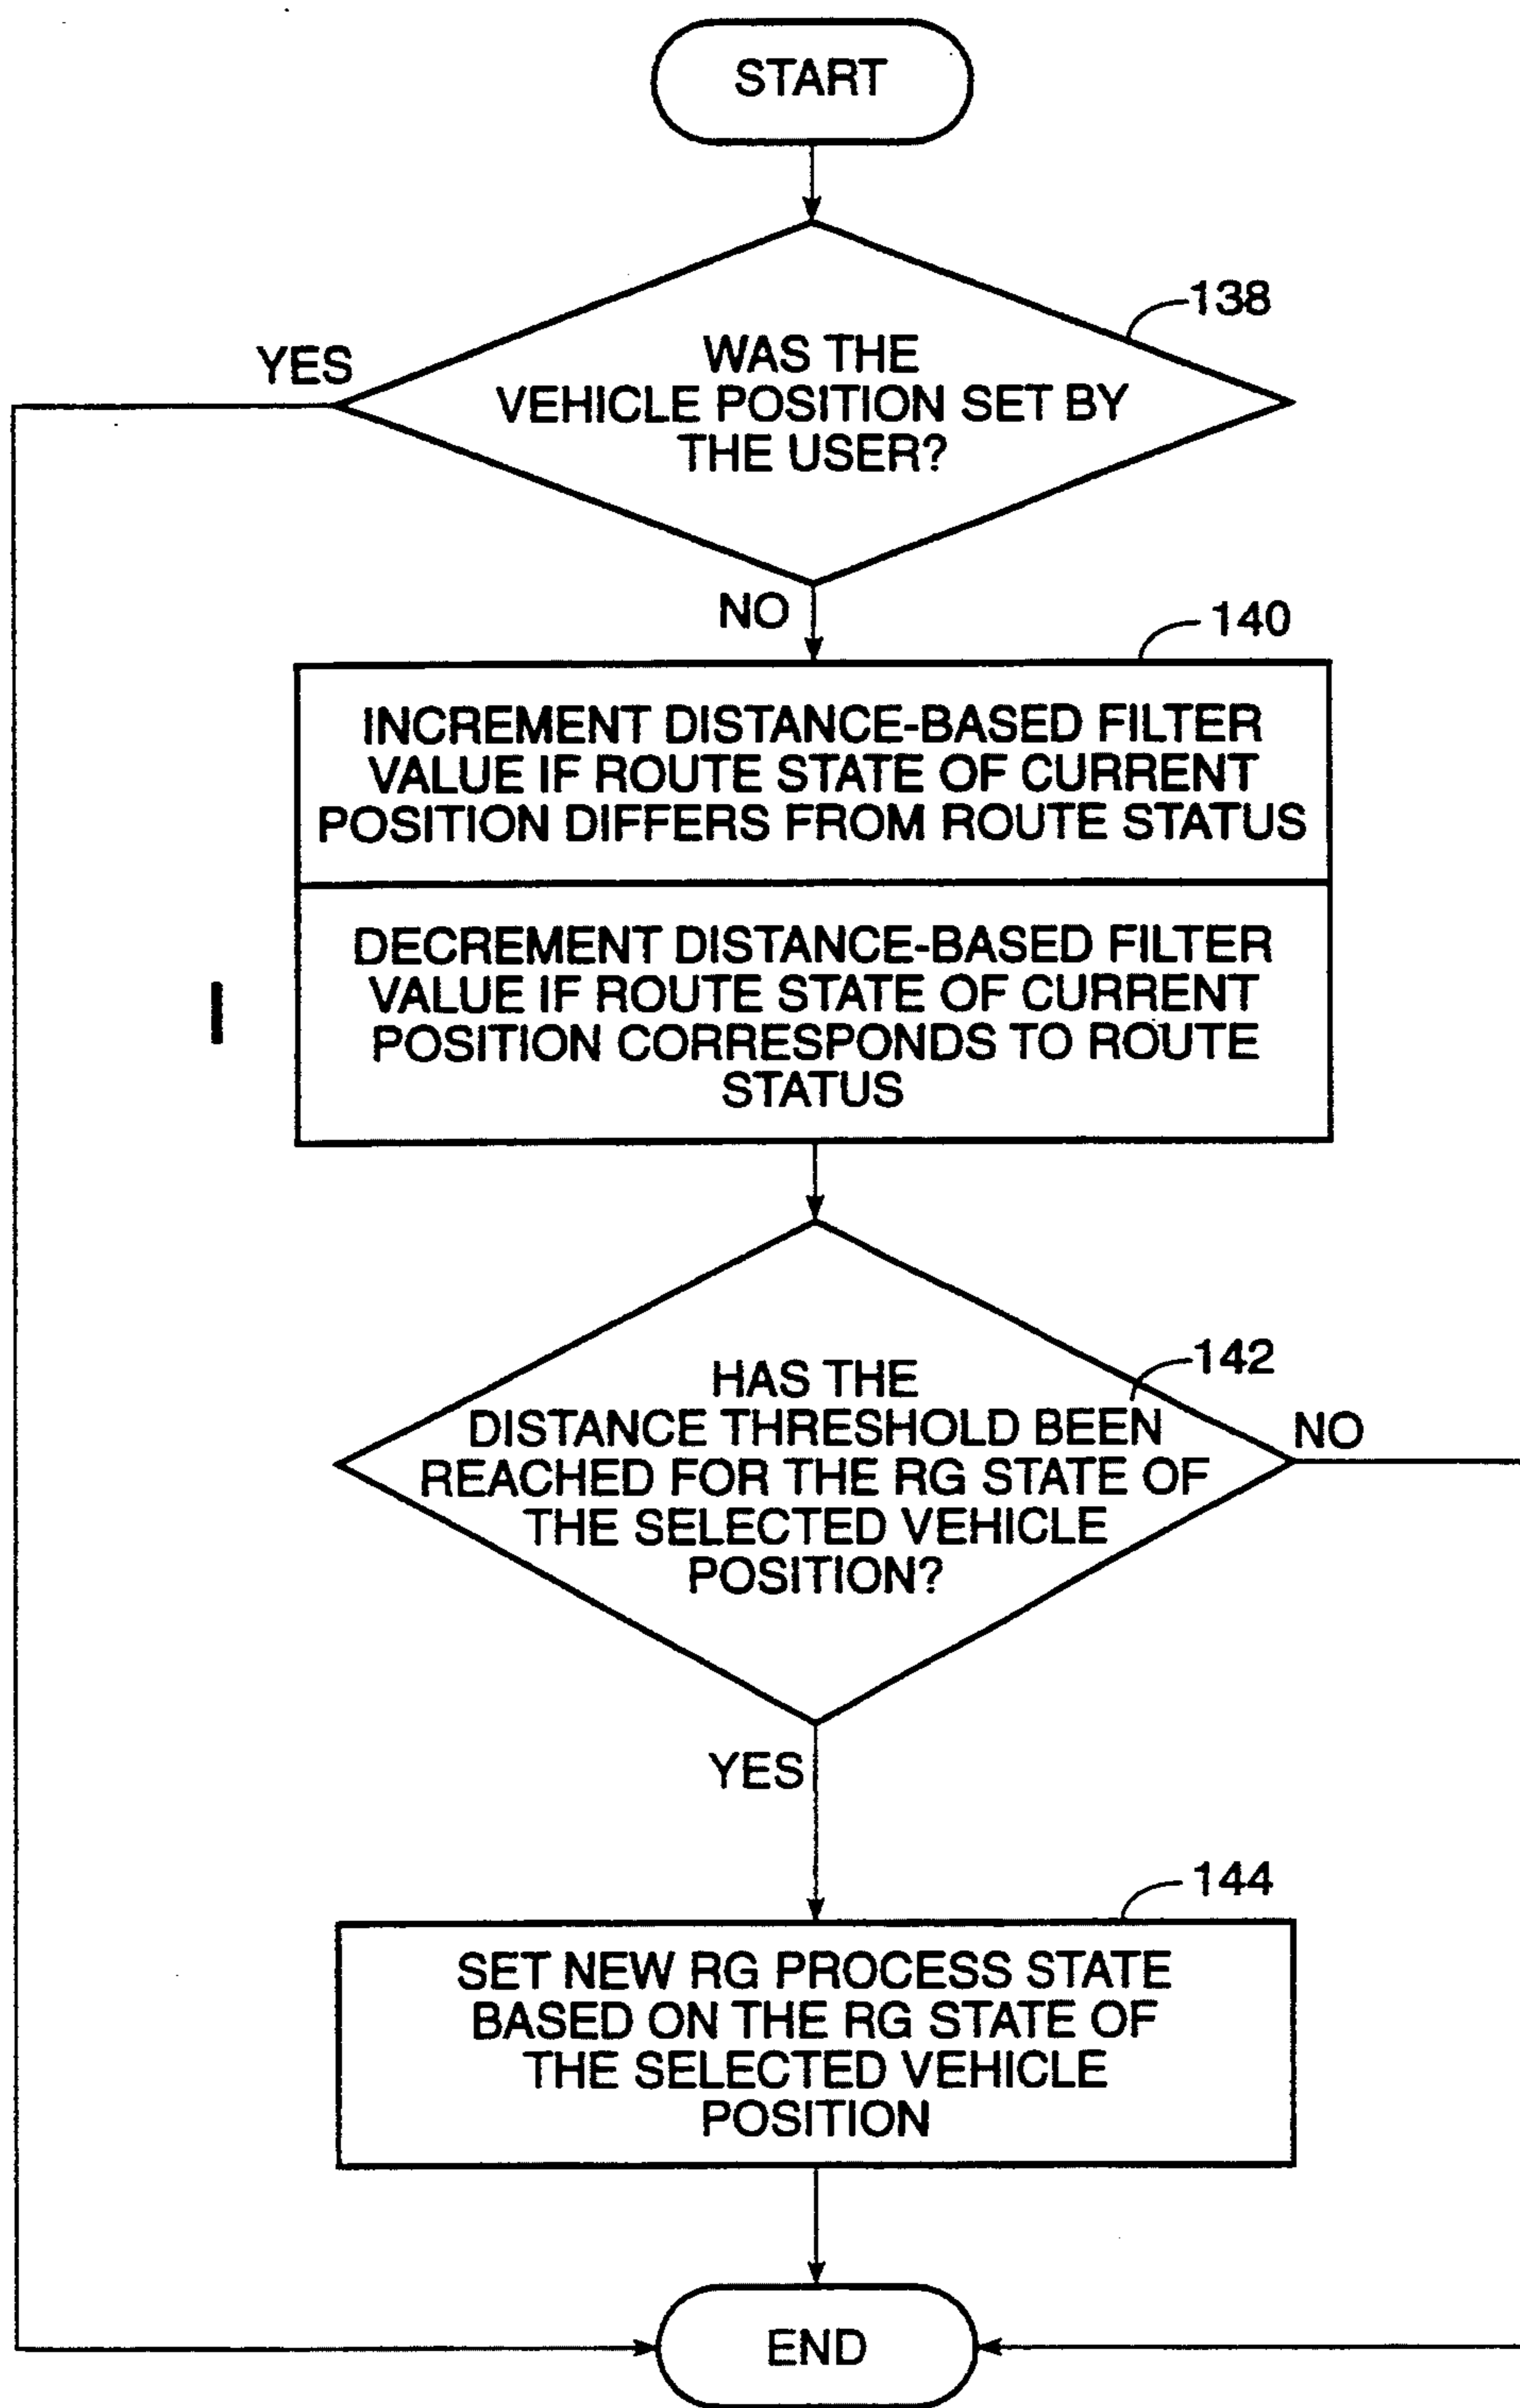 START
138
WAS THE
VEHICLE POSITION SET BY
THE USER?
YES
NO
140
INCREMENT DISTANCE-BASED FILTER
VALUE IF ROUTE STATE OF CURRENT
POSITION DIFFERS FROM ROUTE STATUS
DECREMENT DISTANCE-BASED FILTER
VALUE IF ROUTE STATE OF CURRENT
POSITION CORRESPONDS TO ROUTE
STATUS
142
HAS THE
DISTANCE THRESHOLD BEEN
REACHED FOR THE RG STATE OF
THE SELECTED VEHICLE
POSITION?
NO
YES
144
SET NEW RG PROCESS STATE
BASED ON THE RG STATE OF
THE SELECTED VEHICLE
POSITION
END